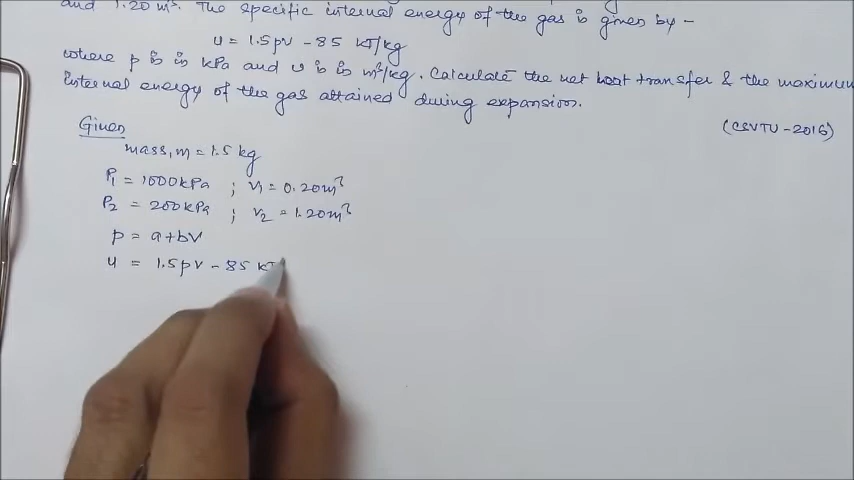 and 1.20 m³. The specific internal energy of the gas is given by -
u = 1.5pv - 85 kJ/kg
where p is in kPa and v is in m³/kg. Calculate the net heat transfer & the maximum
internal energy of the gas attained during expansion.
(CSVTU-2016)
Given
mass, m = 1.5 kg
P₁ = 1000 kPa ; V₁ = 0.20 m³
P₂ = 200 kPa ; V₂ = 1.20 m³
p = a + bV
u = 1.5pv - 85 kJ